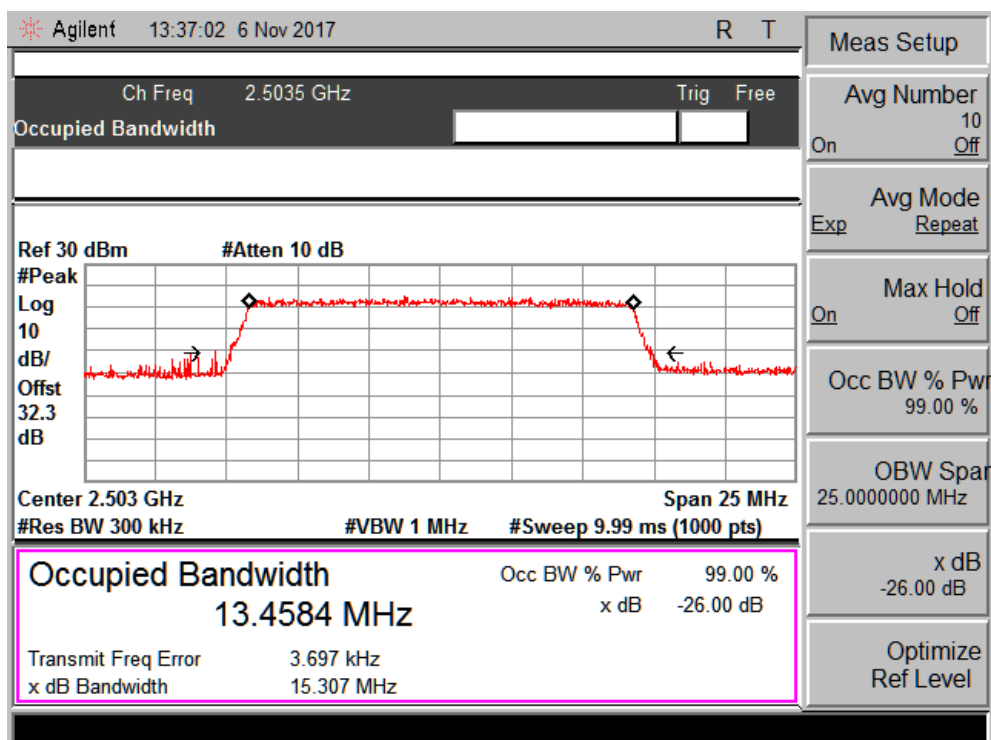 Agilent 13:37:02 6 Nov 2017 R T
Ch Freq 2.5035 GHz Trig Free
Occupied Bandwidth
Ref 30 dBm #Atten 10 dB
#Peak
Log
10
dB/
Offst
32.3
dB
Center 2.503 GHz Span 25 MHz
#Res BW 300 kHz #VBW 1 MHz #Sweep 9.99 ms (1000 pts)
Occupied Bandwidth Occ BW % Pwr 99.00 %
13.4584 MHz x dB -26.00 dB
Transmit Freq Error 3.697 kHz
x dB Bandwidth 15.307 MHz
Meas Setup
Avg Number
10
On Off
Avg Mode
Exp Repeat
Max Hold
On Off
Occ BW % Pwr
99.00 %
OBW Span
25.0000000 MHz
x dB
-26.00 dB
Optimize
Ref Level